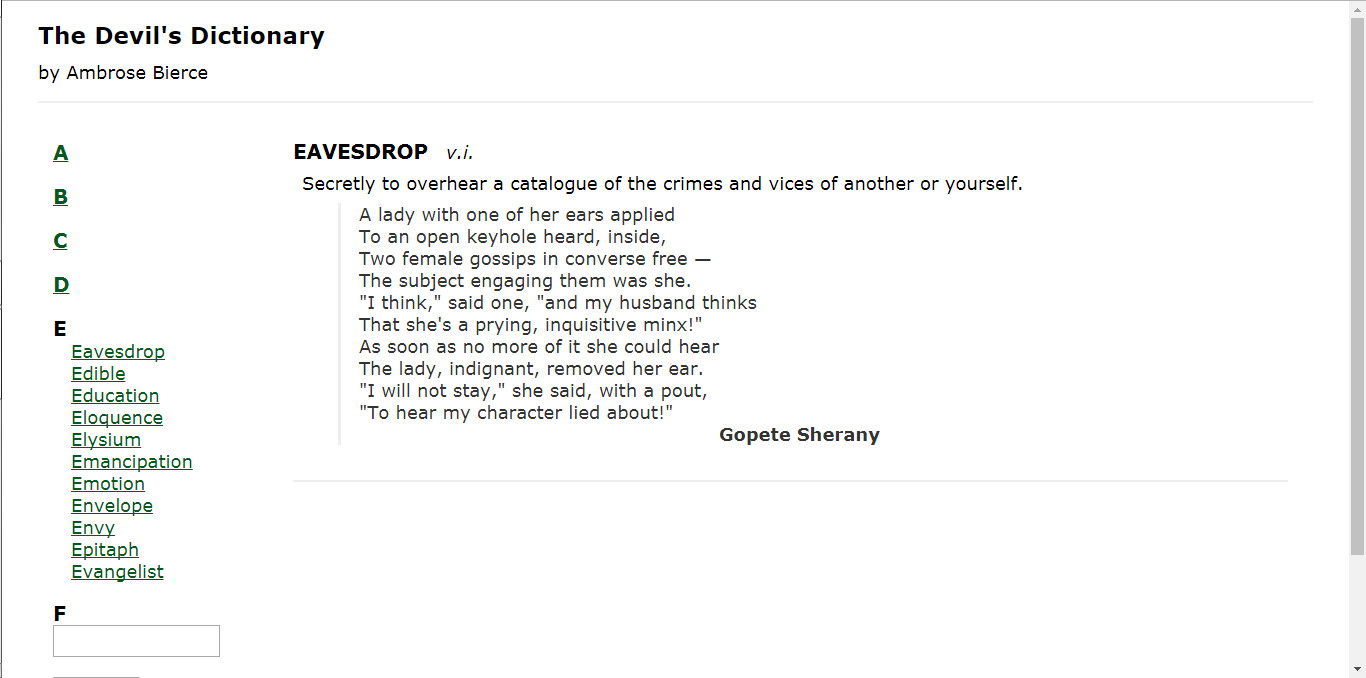 The Devil's Dictionary
by Ambrose Bierce
A
B
C
D
E
Eavesdrop
Edible
Education
Eloquence
Elysium
Emancipation
Emotion
Envelope
Envy
Epitaph
Evangelist
F
EAVESDROP v.i.
Secretly to overhear a catalogue of the crimes and vices of another or yourself.
A lady with one of her ears applied
To an open keyhole heard, inside,
Two female gossips in converse free —
The subject engaging them was she.
"I think," said one, "and my husband thinks
That she's a prying, inquisitive minx!"
As soon as no more of it she could hear
The lady, indignant, removed her ear.
"I will not stay," she said, with a pout,
"To hear my character lied about!"
Gopete Sherany